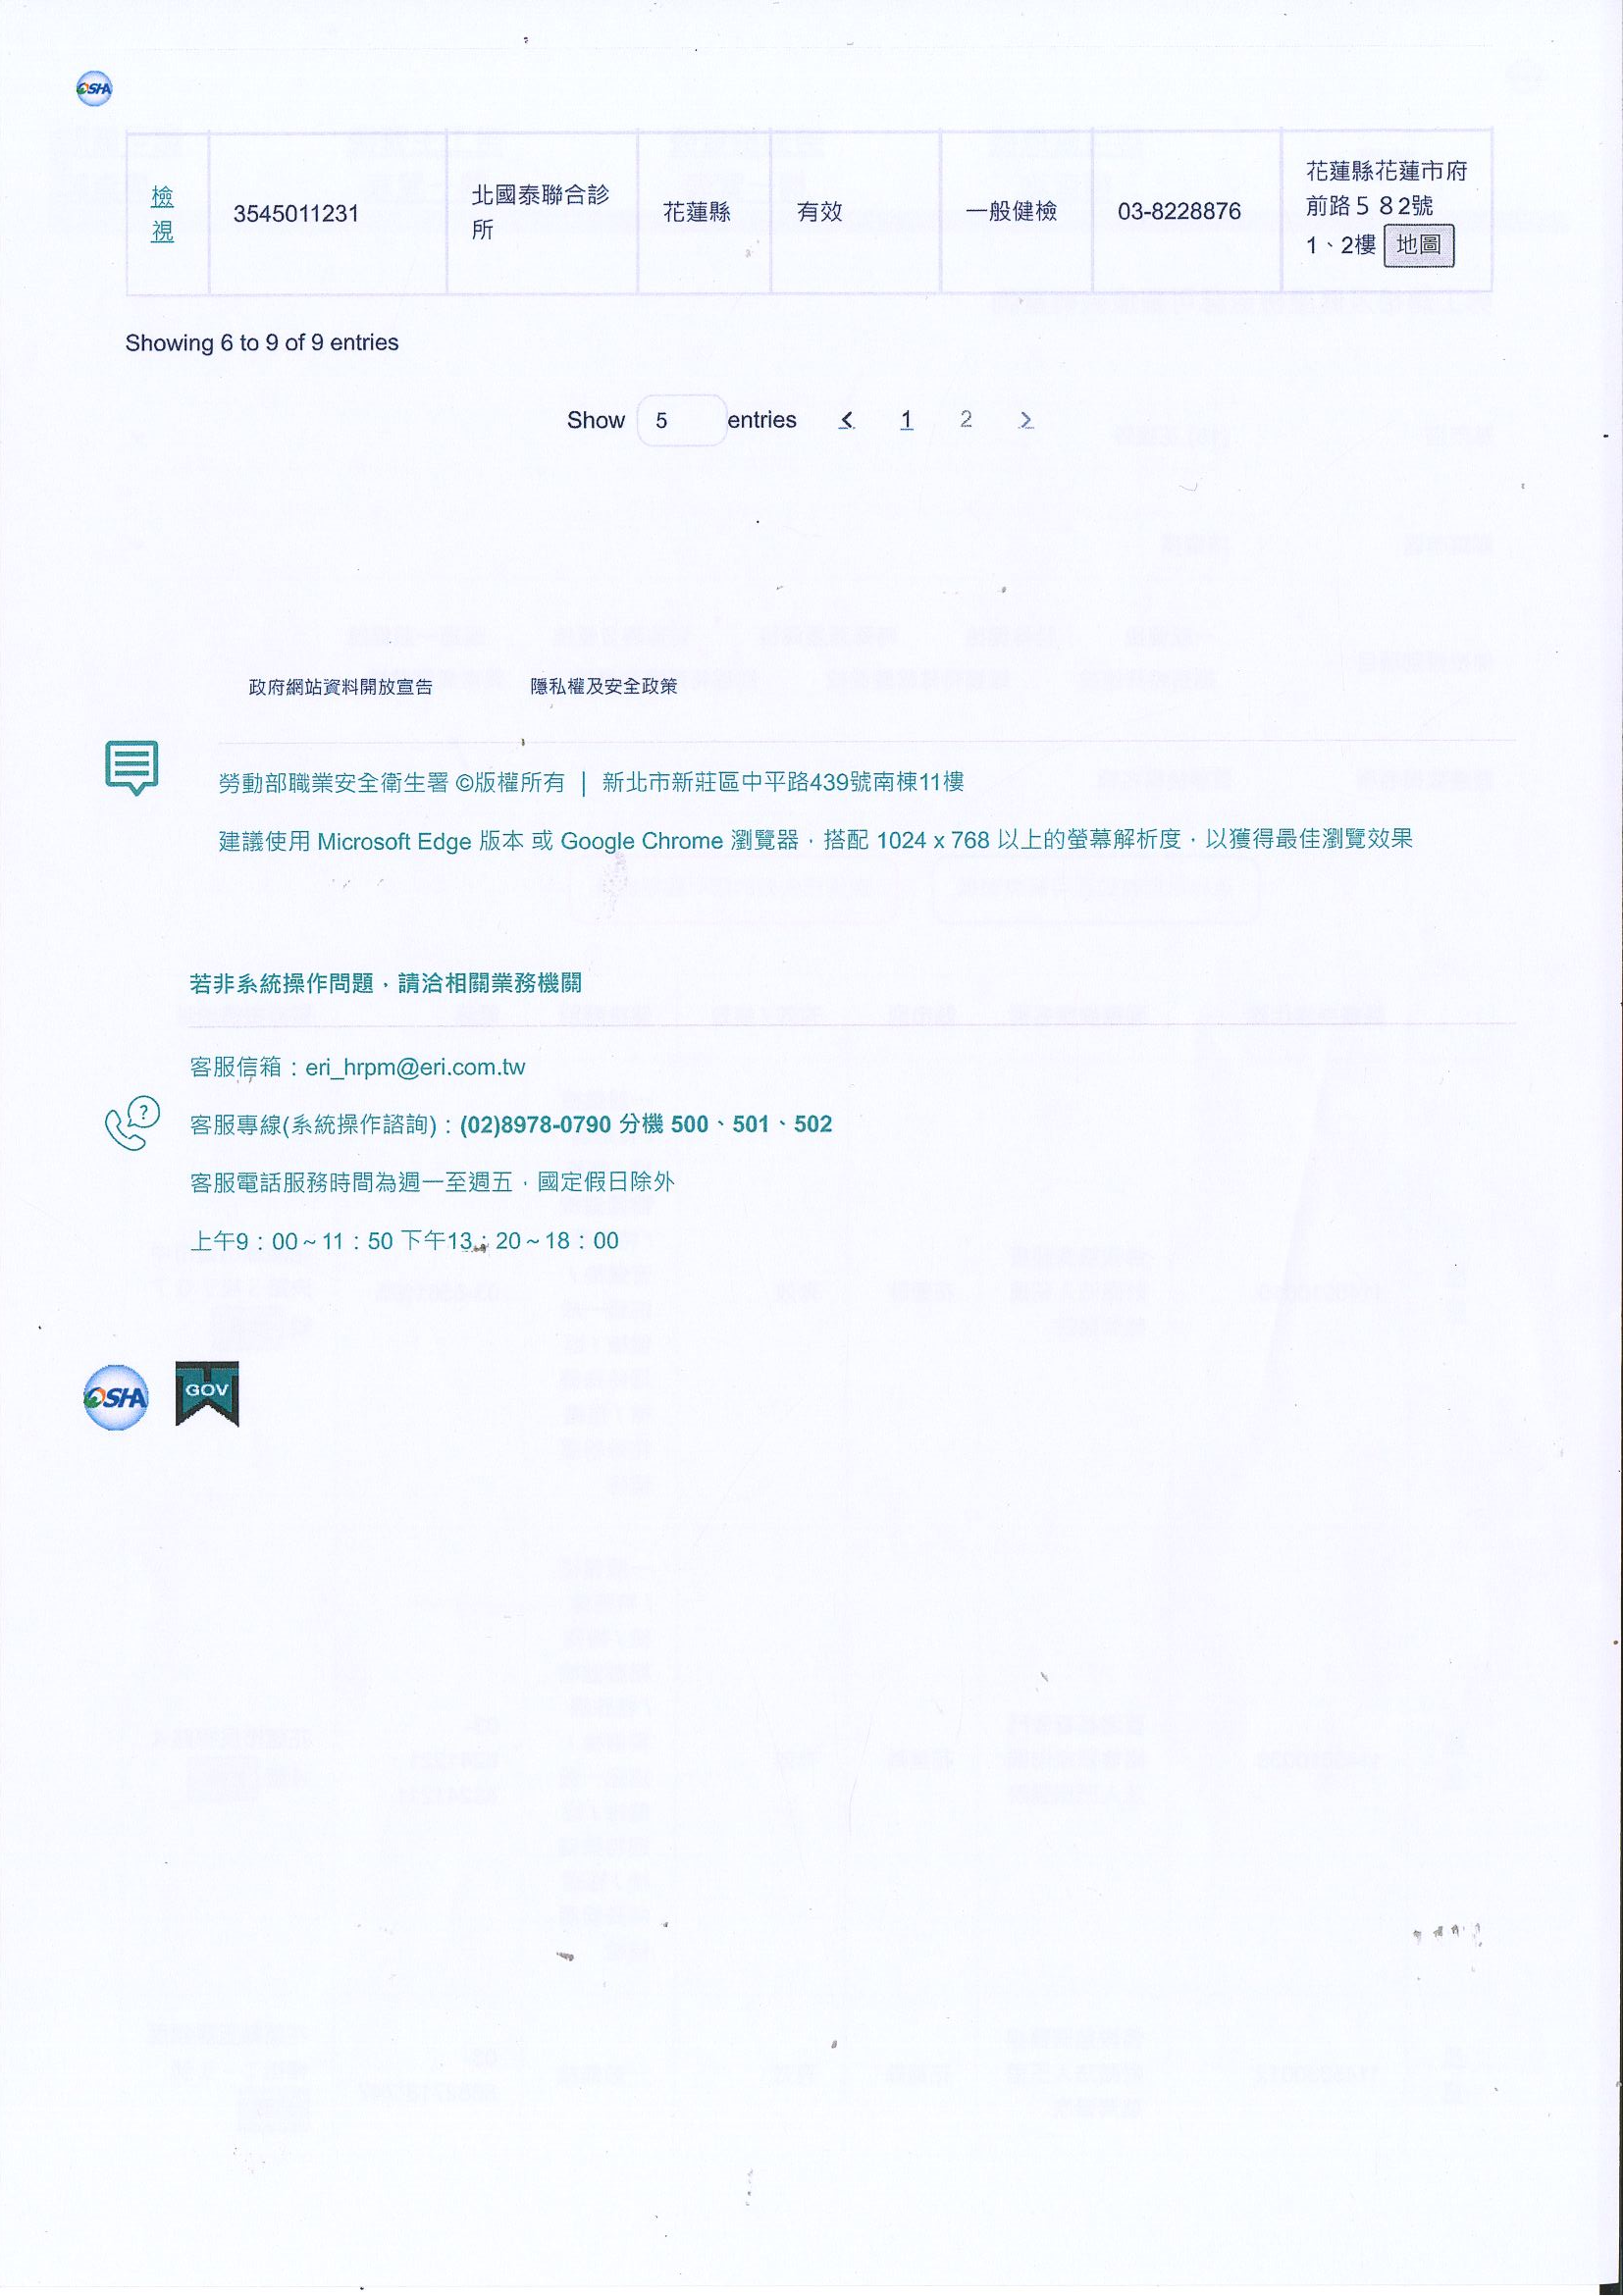 OSHA
檢視 3545011231 北國泰聯合診所 花蓮縣 有效 一般健檢 03-8228876 花蓮縣花蓮市府前路５８2號1、2樓 地圖
Showing 6 to 9 of 9 entries
Show 5 entries < 1 2 >
政府網站資料開放宣告 隱私權及安全政策
勞動部職業安全衛生署 ©版權所有 | 新北市新莊區中平路439號南棟11樓
建議使用 Microsoft Edge 版本 或 Google Chrome 瀏覽器，搭配 1024 x 768 以上的螢幕解析度，以獲得最佳瀏覽效果
若非系統操作問題，請洽相關業務機關
客服信箱：eri_hrpm@eri.com.tw
客服專線(系統操作諮詢)：(02)8978-0790 分機 500、501、502
客服電話服務時間為週一至週五，國定假日除外
上午9：00～11：50 下午13：20～18：00
OSHA GOV